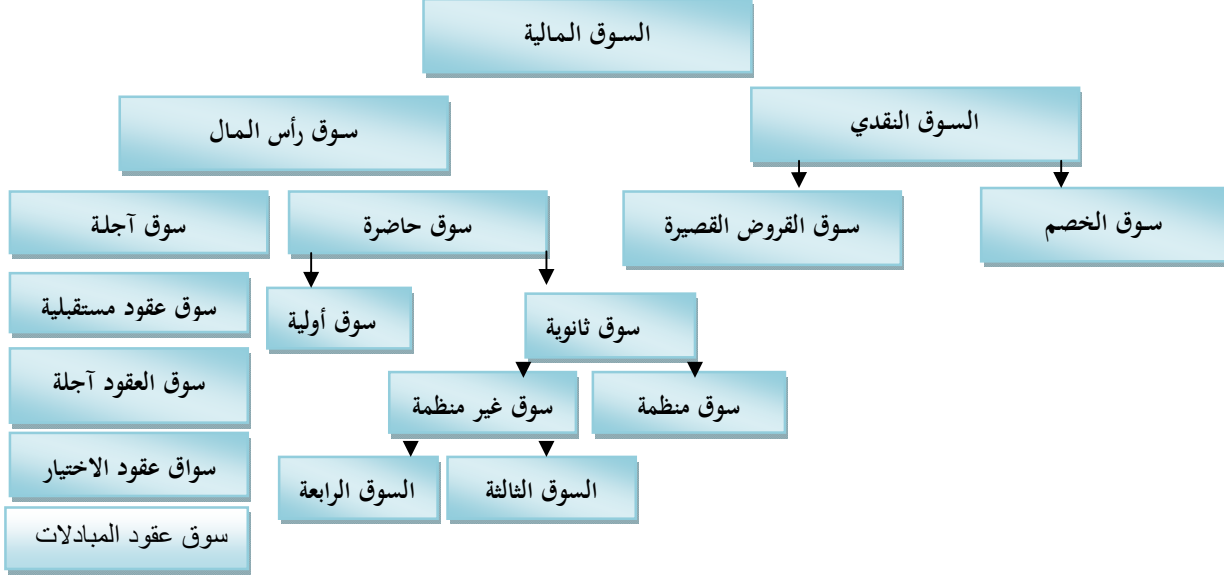 السوق المالية
السوق النقدي
سوق رأس المال
سوق الخصم
سوق القروض القصيرة
سوق حاضرة
سوق آجلة
سوق ثانوية
سوق أولية
سوق عقود مستقبلية
سوق منظمة
سوق غير منظمة
سوق العقود آجلة
السوق الثالثة
السوق الرابعة
سواق عقود الاختيار
سوق عقود المبادلات